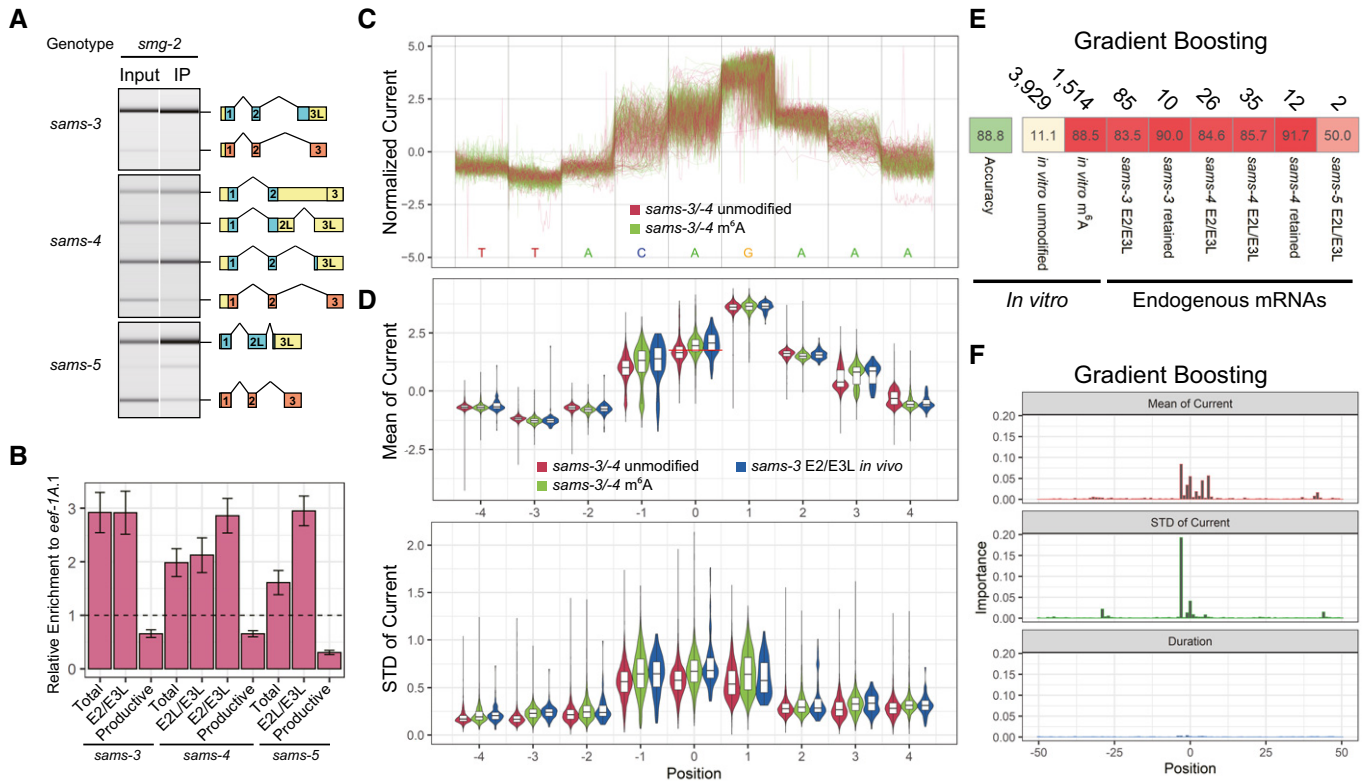 A
Genotype smg-2
Input IP
sams-3
1 2 3L
1 2 3
sams-4
1 2 3
1 2L 3L
1 2 3L
1 2 3
sams-5
1 2L 3L
1 2 3
B
Relative Enrichment to eef-1A.1
3
2
1
0
Total
E2/E3L
Productive
Total
E2L/E3L
E2/E3L
Productive
Total
E2L/E3L
Productive
sams-3 sams-4 sams-5
C
Normalized Current
5.0
2.5
0.0
−2.5
−5.0
sams-3/-4 unmodified
sams-3/-4 m⁶A
T T A C A G A A A
D
Mean of Current
2.5
0.0
-2.5
sams-3/-4 unmodified
sams-3/-4 m⁶A
sams-3 E2/E3L in vivo
-4 -3 -2 -1 0 1 2 3 4
STD of Current
2.0
1.5
1.0
0.5
0.0
-4 -3 -2 -1 0 1 2 3 4
Position
E
Gradient Boosting
3,929 1,514 85 10 26 35 12 2
88.8 11.1 88.5 83.5 90.0 84.6 85.7 91.7 50.0
Accuracy
in vitro unmodified
in vitro m⁶A
sams-3 E2/E3L
sams-3 retained
sams-4 E2/E3L
sams-4 E2L/E3L
sams-4 retained
sams-5 E2L/E3L
In vitro Endogenous mRNAs
F
Gradient Boosting
Importance
Mean of Current
0.20
0.15
0.10
0.05
0.00
STD of Current
0.20
0.15
0.10
0.05
0.00
Duration
0.20
0.15
0.10
0.05
0.00
-50 -25 0 25 50
Position